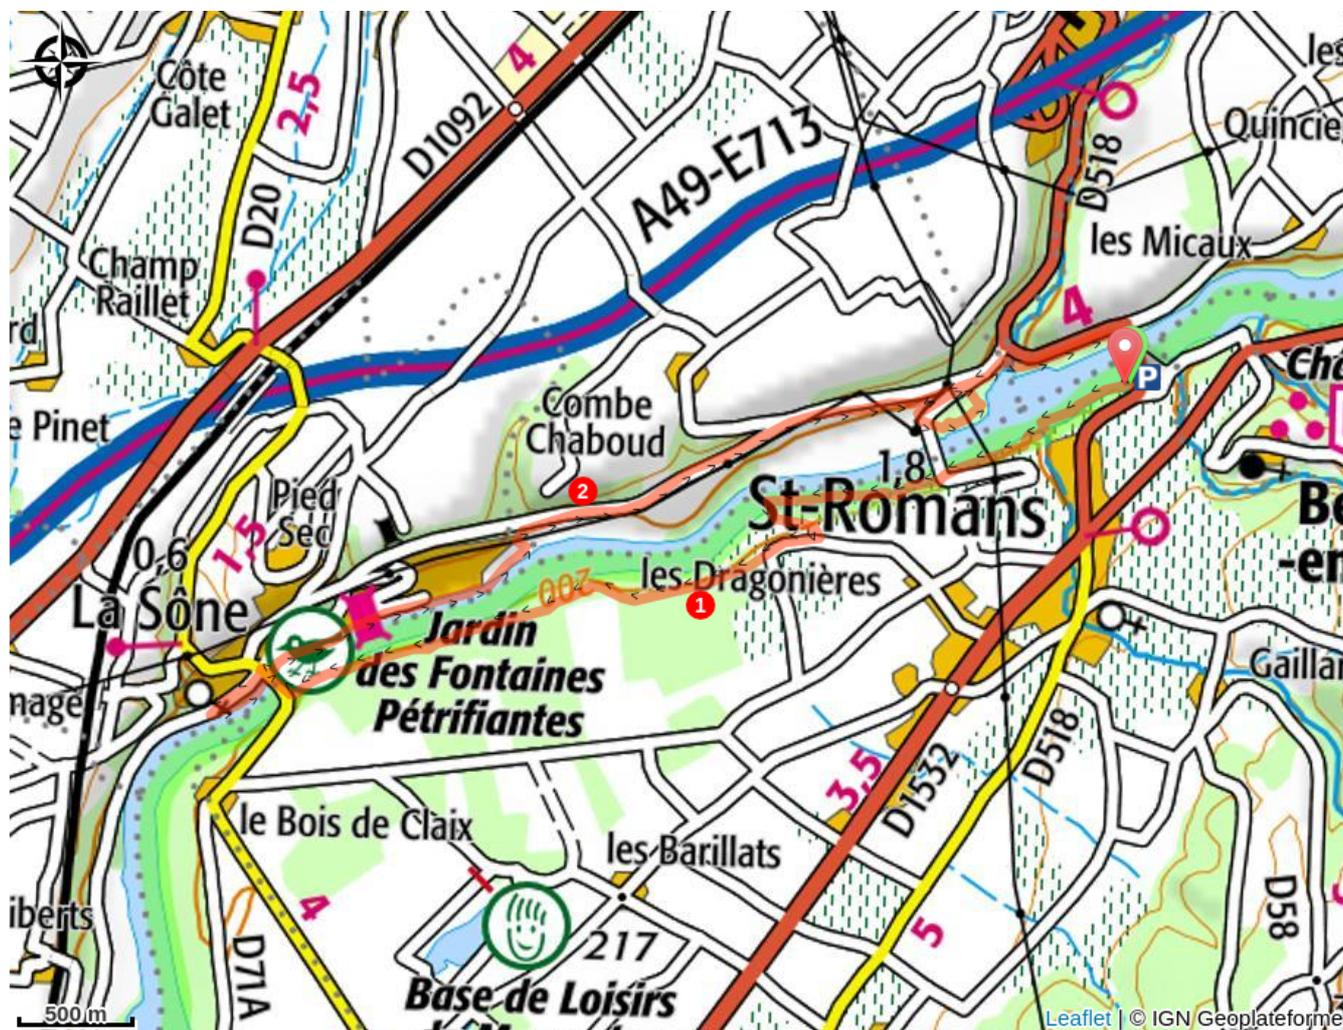 Côte
Galet
2,5
D20
D1092
4
A49-E713
D518
les
Quincie
les Micaux
4
Champ
Raillet
rd
e Pinet
Combe
Chaboud
P
Cha
Pied
Sec
1,5
0,6
2
1,8
St-Romans
B
-en
La Sône
200
les Dragonières
1
Jardin
des Fontaines
Pétrifiantes
mage
Gaillar
D518
3,5
D1532
le Bois de Claix
les Barillats
iberts
4
D71A
217
5
D58
Base de Loisirs
500 m
Leaflet | © IGN Geoplateforme